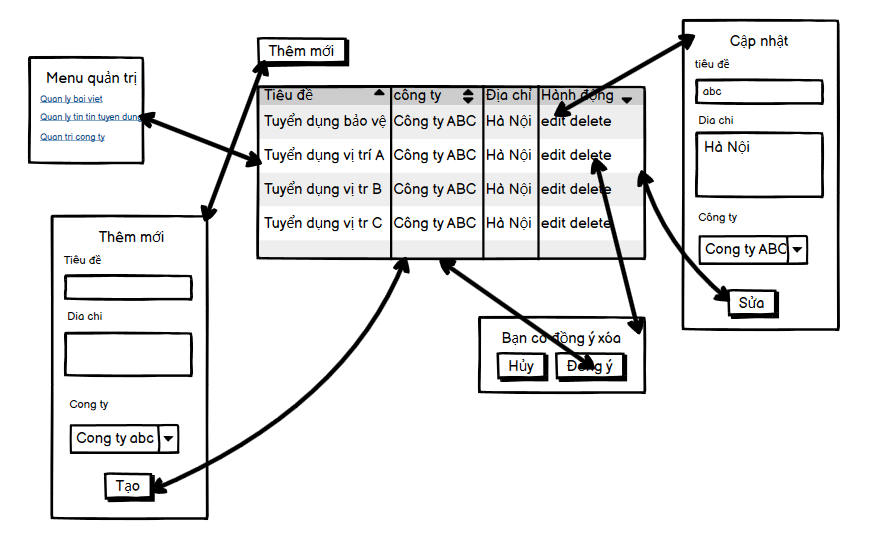 Menu quản trị
Quan ly bai viet
Quan ly tin tin tuyen dung
Quan tri cong ty
Thêm mới
Tiêu đề công ty Địa chỉ Hành động
Tuyển dụng bảo vệ Công ty ABC Hà Nội edit delete
Tuyển dụng vị trí A Công ty ABC Hà Nội edit delete
Tuyển dụng vị tr B Công ty ABC Hà Nội edit delete
Tuyển dụng vị tr C Công ty ABC Hà Nội edit delete
Cập nhật
tiêu đề
abc
Dia chi
Hà Nội
Công ty
Cong ty ABC
Sửa
Thêm mới
Tiêu đề
Dia chi
Cong ty
Cong ty abc
Tạo
Bạn có đồng ý xóa
Hủy Đồng ý